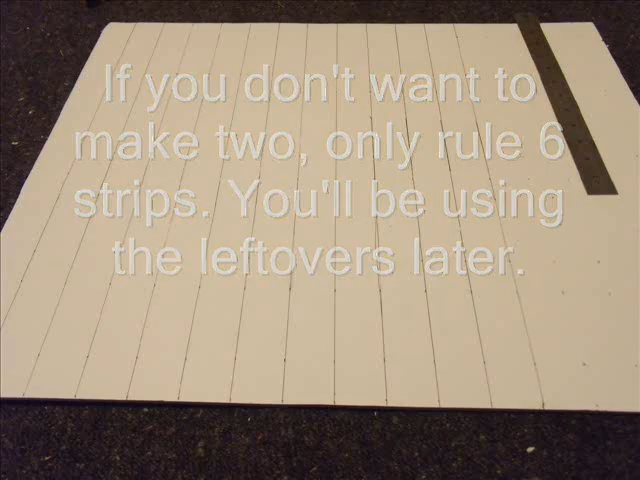 If you don't want to
make two, only rule 6
strips. You'll be using
the leftovers later.